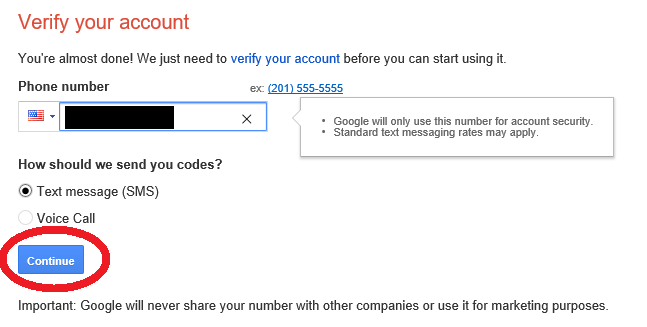 Verify your account
You're almost done! We just need to verify your account before you can start using it.
Phone number
ex: (201) 555-5555
Google will only use this number for account security.
Standard text messaging rates may apply.
How should we send you codes?
Text message (SMS)
Voice Call
Continue
Important: Google will never share your number with other companies or use it for marketing purposes.